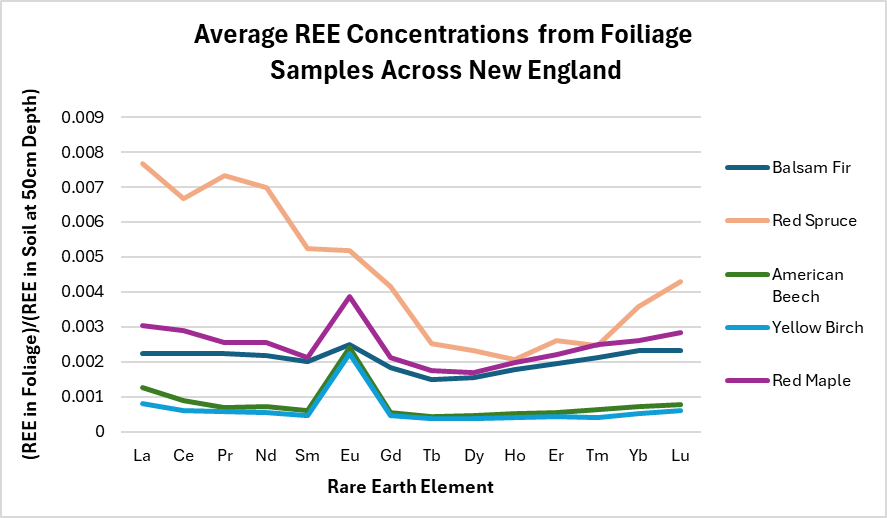 Average REE Concentrations from Foiliage
Samples Across New England
(REE in Foliage)/(REE in Soil at 50cm Depth)
0.009
0.008
0.007
0.006
0.005
0.004
0.003
0.002
0.001
0
La Ce Pr Nd Sm Eu Gd Tb Dy Ho Er Tm Yb Lu
Rare Earth Element
Balsam Fir
Red Spruce
American
Beech
Yellow Birch
Red Maple